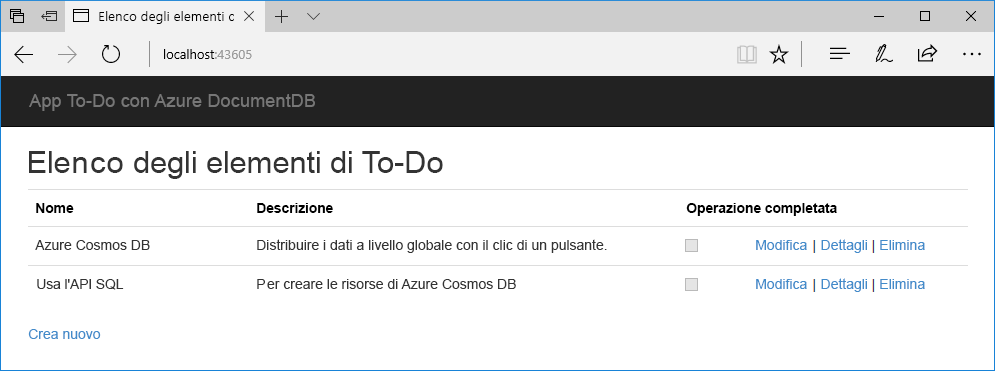 Elenco degli elementi d
localhost:43605
App To-Do con Azure DocumentDB
Elenco degli elementi di To-Do
Nome Descrizione Operazione completata
Azure Cosmos DB Distribuire i dati a livello globale con il clic di un pulsante. Modifica | Dettagli | Elimina
Usa l'API SQL Per creare le risorse di Azure Cosmos DB Modifica | Dettagli | Elimina
Crea nuovo